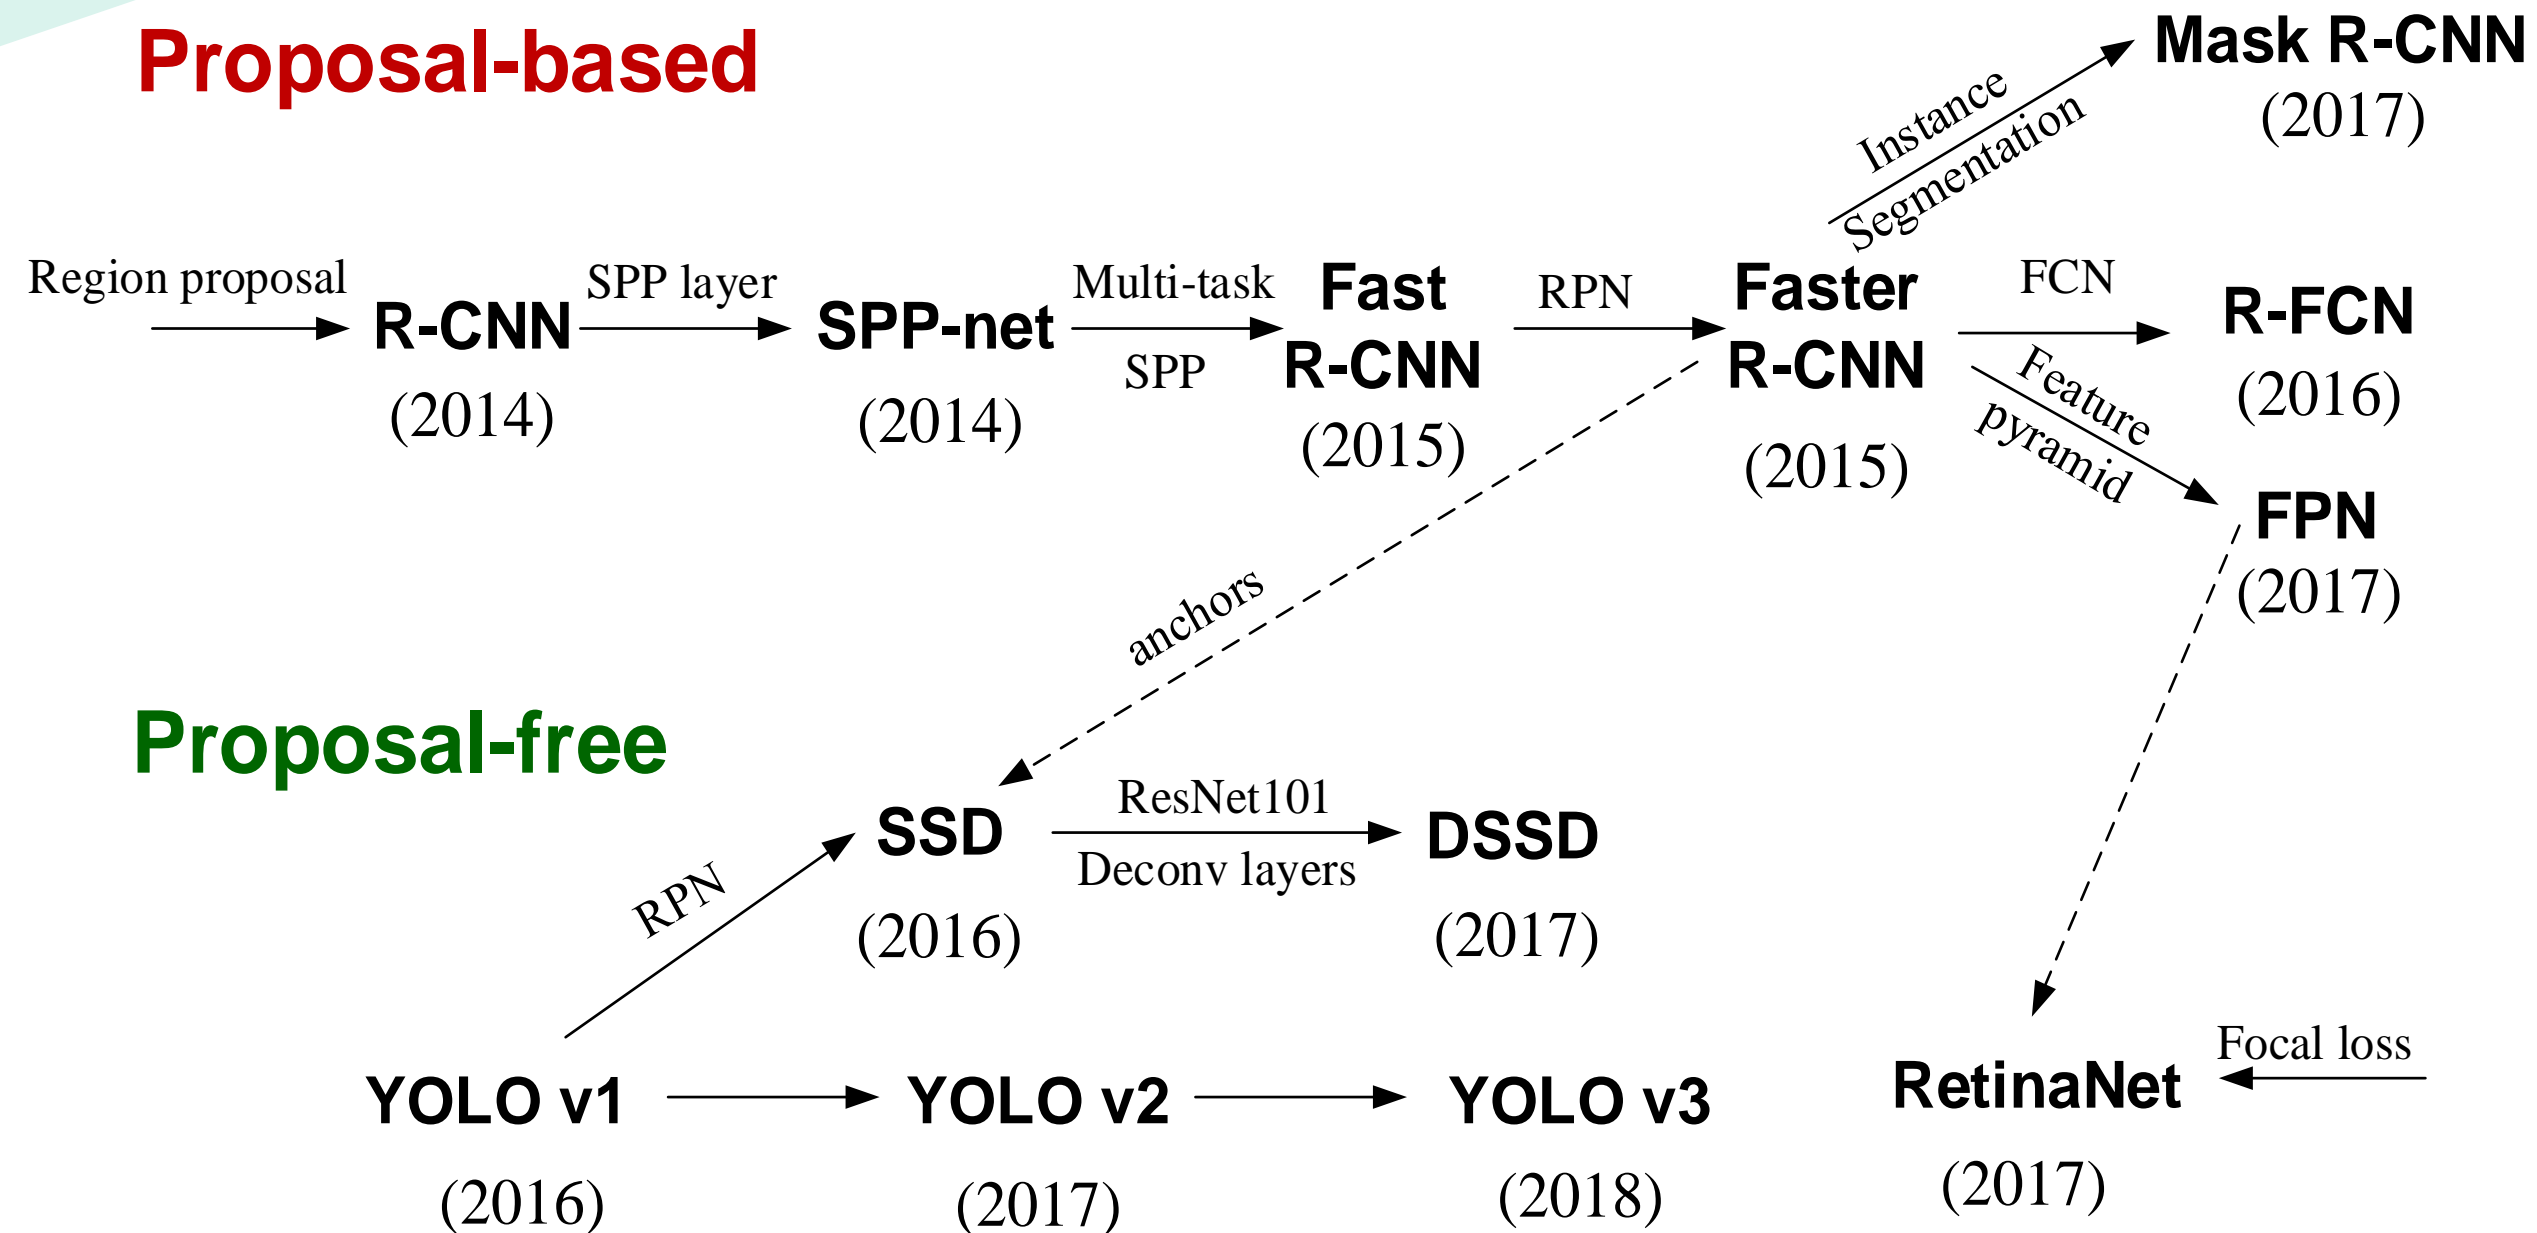 Proposal-based
Mask R-CNN
(2017)
Instance
Segmentation
Region proposal
R-CNN
(2014)
SPP layer
SPP-net
(2014)
Multi-task
SPP
Fast
R-CNN
(2015)
RPN
Faster
R-CNN
(2015)
FCN
R-FCN
(2016)
Feature
pyramid
FPN
(2017)
anchors
Proposal-free
RPN
SSD
(2016)
ResNet101
Deconv layers
DSSD
(2017)
YOLO v1
(2016)
YOLO v2
(2017)
YOLO v3
(2018)
RetinaNet
(2017)
Focal loss